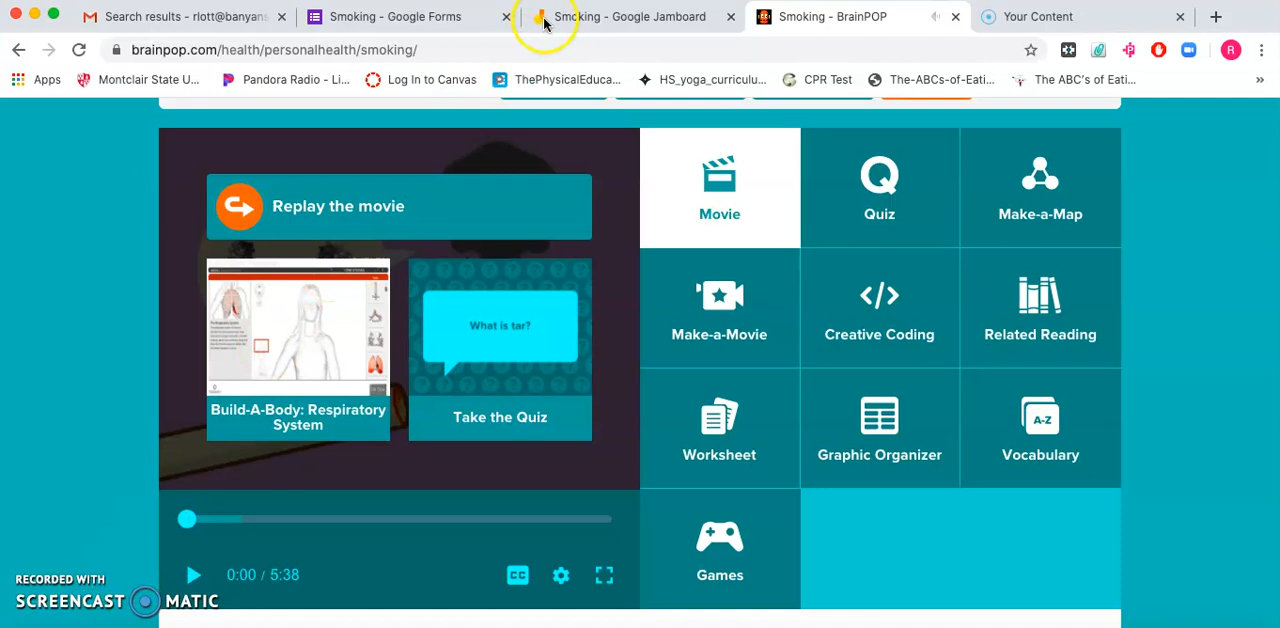 Search results - rlott@banyans
Smoking - Google Forms
Smoking - Google Jamboard
Smoking - BrainPOP
Your Content
brainpop.com/health/personalhealth/smoking/
R
Apps
Montclair State U...
Pandora Radio - Li...
Log In to Canvas
ThePhysicalEduca...
HS_yoga_curriculu...
CPR Test
The-ABCs-of-Eati...
The ABC's of Eati...
»
Replay the movie
What is tar?
Build-A-Body: Respiratory
System
Take the Quiz
Movie
Q
Quiz
Make-a-Map
Make-a-Movie
</>
Creative Coding
Related Reading
Worksheet
Graphic Organizer
A-Z
Vocabulary
Games
0:00 / 5:38
CC
RECORDED WITH
SCREENCAST MATIC